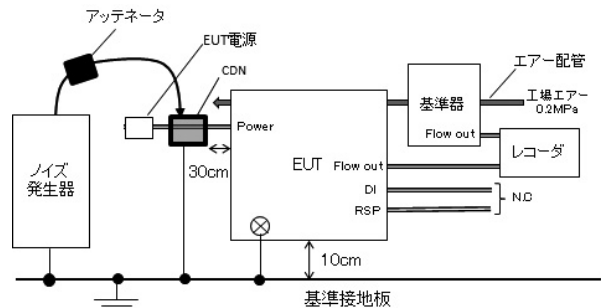 アッテネータ
EUT電源
CDN
エアー配管
基準器
工場エアー
0.2MPa
Power
Flow out
レコーダ
ノイズ
発生器
30cm
EUT
Flow out
DI
RSP
N.C
10cm
基準接地板